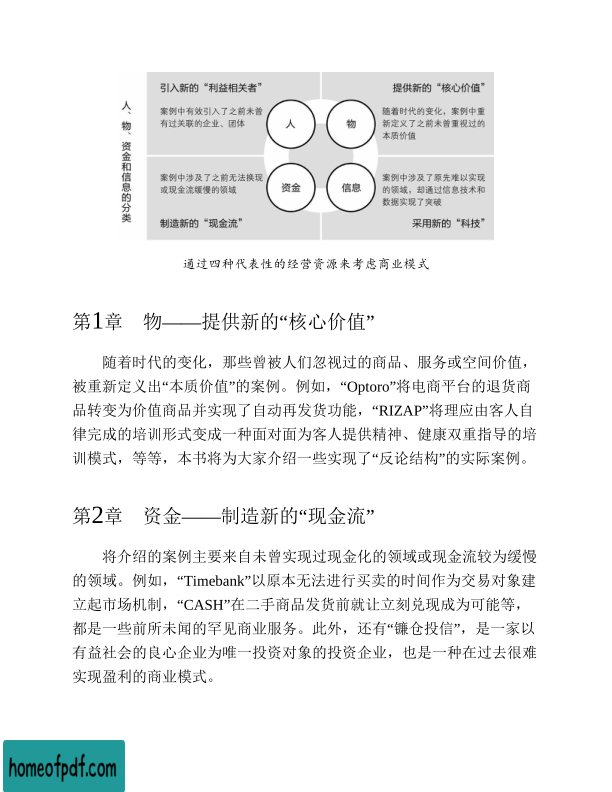 人、物、资金和信息的分类
引入新的“利益相关者”
案例中有效引入了之前未曾
有过关联的企业、团体
人
提供新的“核心价值”
物
随着时代的变化，案例中重
新定义了之前未曾重视过的
本质价值
案例中涉及了之前无法换现
或现金流缓慢的领域
资金
制造新的“现金流”
信息
案例中涉及了原先难以实现
的领域，却通过信息技术和
数据实现了突破
采用新的“科技”
通过四种代表性的经营资源来考虑商业模式
第1章　物——提供新的“核心价值”
随着时代的变化，那些曾被人们忽视过的商品、服务或空间价值，
被重新定义出“本质价值”的案例。例如，“Optoro”将电商平台的退货商
品转变为价值商品并实现了自动再发货功能，“RIZAP”将理应由客人自
律完成的培训形式变成一种面对面为客人提供精神、健康双重指导的培
训模式，等等，本书将为大家介绍一些实现了“反论结构”的实际案例。
第2章　资金——制造新的“现金流”
将介绍的案例主要来自未曾实现过现金化的领域或现金流较为缓慢
的领域。例如，“Timebank”以原本无法进行买卖的时间作为交易对象建
立起市场机制，“CASH”在二手商品发货前就让立刻兑现成为可能等，
都是一些前所未闻的罕见商业服务。此外，还有“镰仓投信”，是一家以
有益社会的良心企业为唯一投资对象的投资企业，也是一种在过去很难
实现盈利的商业模式。
homeofpdf.com